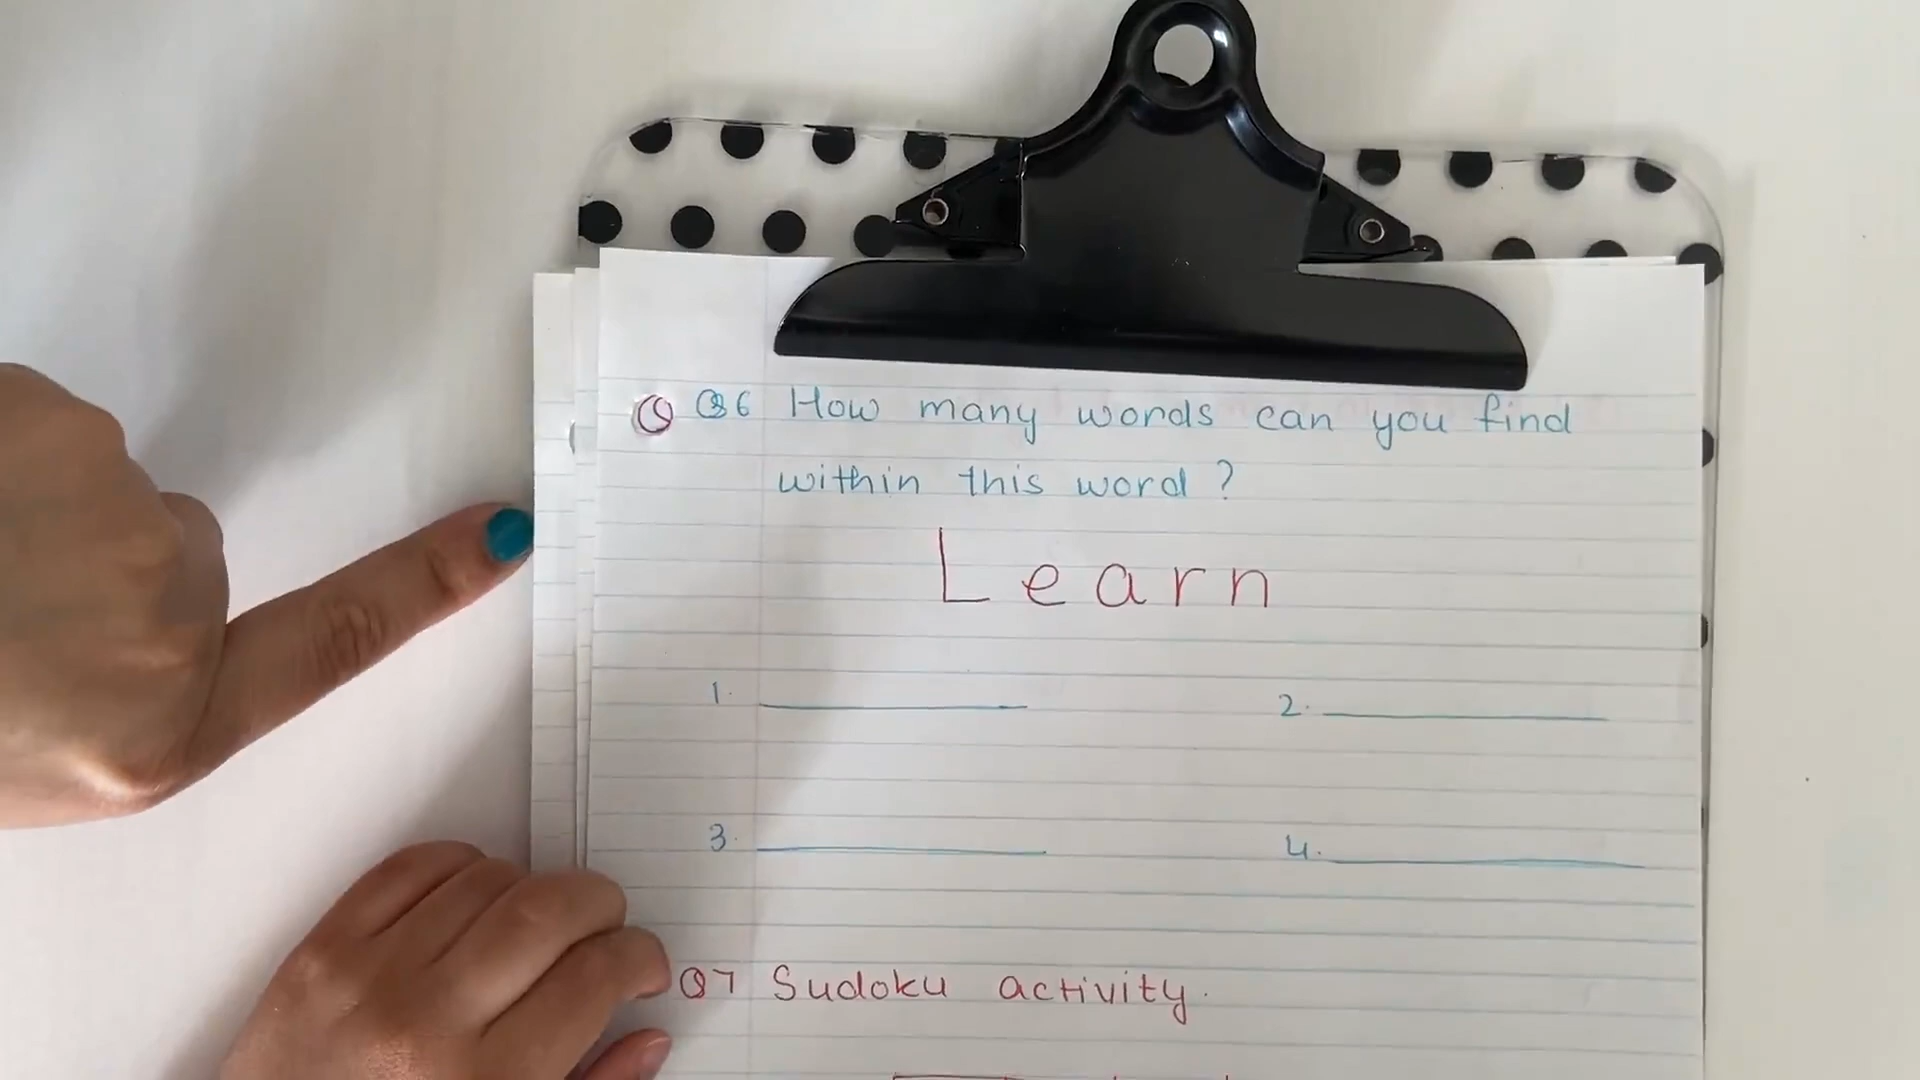 Q6 How many words can you find
within this word ?
Learn
1. 2.
3. 4.
Q7 Sudoku activity.